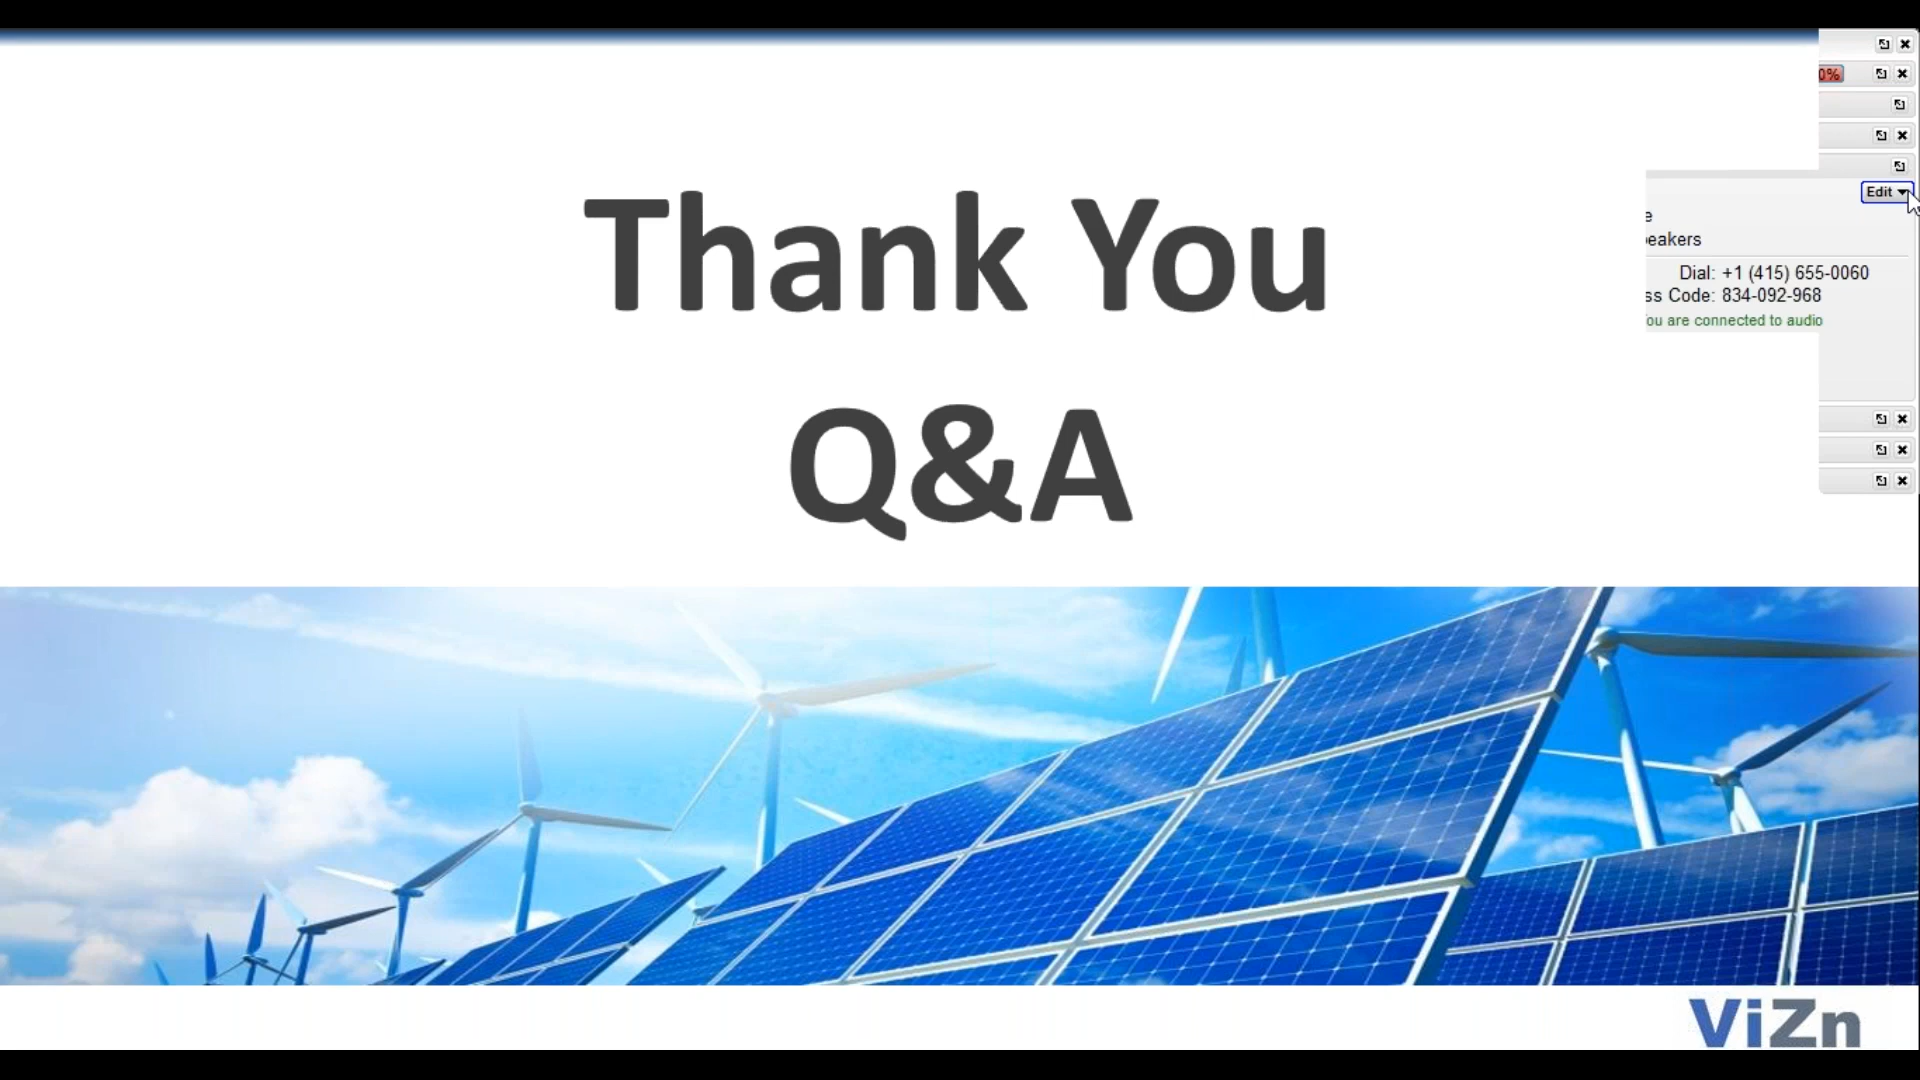 0%
Edit
Thank You
e
eakers
Dial: +1 (415) 655-0060
ss Code: 834-092-968
ou are connected to audio
Q&A
ViZn